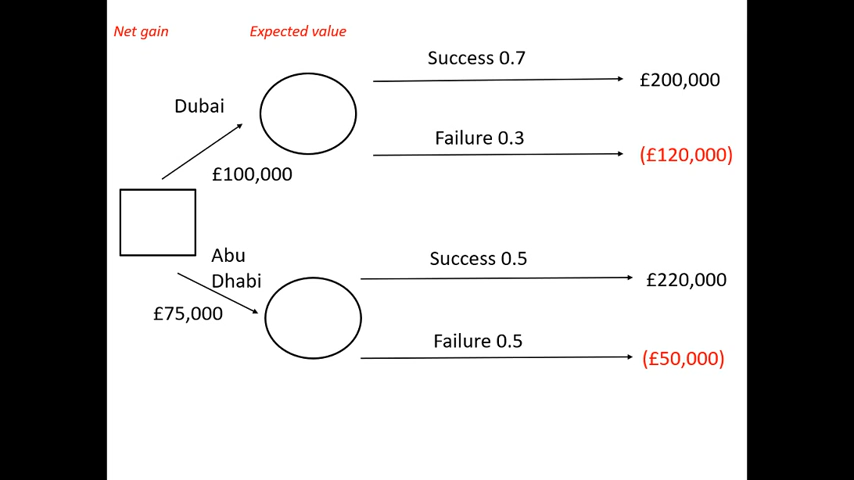 Net gain
Expected value
Success 0.7
£200,000
Dubai
Failure 0.3
(£120,000)
£100,000
Abu
Dhabi
Success 0.5
£220,000
£75,000
Failure 0.5
(£50,000)